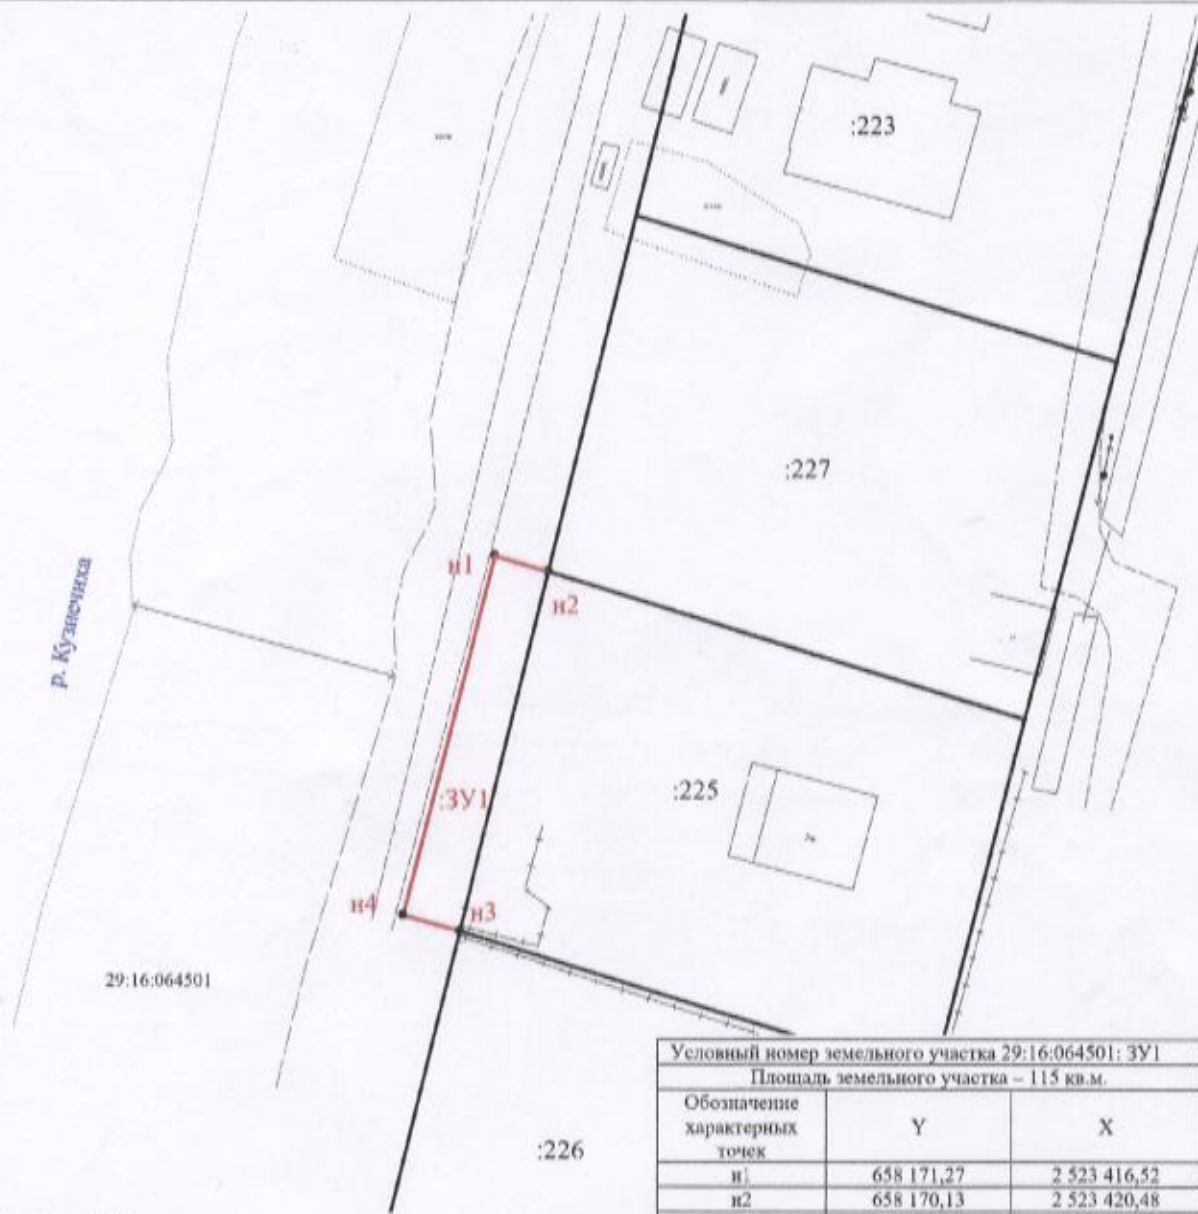 :223
:227
р. Кузнечиха
н1
н2
:ЗУ1
:225
н4
н3
29:16:064501
:226
Условный номер земельного участка 29:16:064501: ЗУ1
Площадь земельного участка – 115 кв.м.
Обозначение характерных точек Y X
н1 658 171,27 2 523 416,52
н2 658 170,13 2 523 420,48